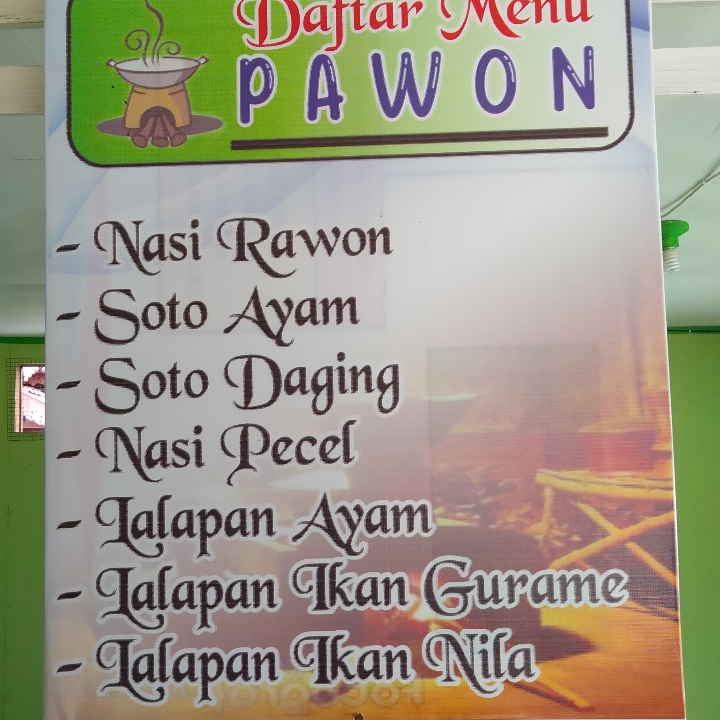 Daftar Menu
PAWON
- Nasi Rawon
- Soto Ayam
- Soto Daging
- Nasi Pecel
- Lalapan Ayam
- Lalapan Ikan Gurame
- Lalapan Ikan Nila